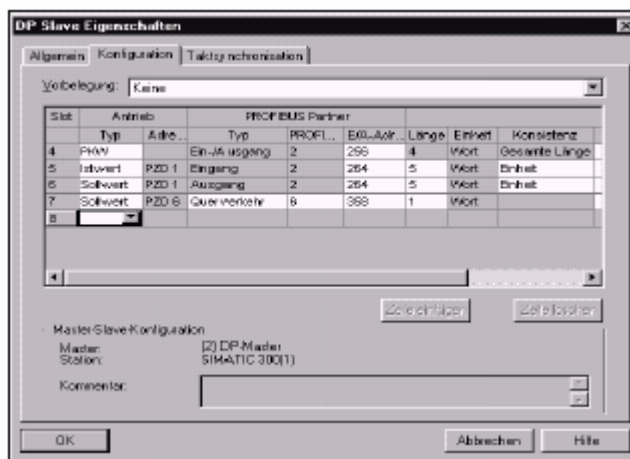 DP Slave Eigenschaften
Allgemein Konfiguration Taktsynchronisation
Vorbelegung: Keine
Slot Antrieb PROFIBUS Partner
Typ Adre... Typ PROFI... E/A-Adr... Länge Einheit Konsistenz
4 PKW Ein-/Ausgang 2 256 4 Wort Gesamte Länge
5 Istwert PZD 1 Eingang 2 264 5 Wort Einheit
6 Sollwert PZD 1 Ausgang 2 264 5 Wort Einheit
7 Sollwert PZD 6 Querverkehr 6 1 Wort
8
Zeile einfügen Zeile löschen
Master-Slave-Konfiguration
Master: (2) DP-Master
Station: SIMATIC 300(1)
Kommentar:
OK Abbrechen Hilfe